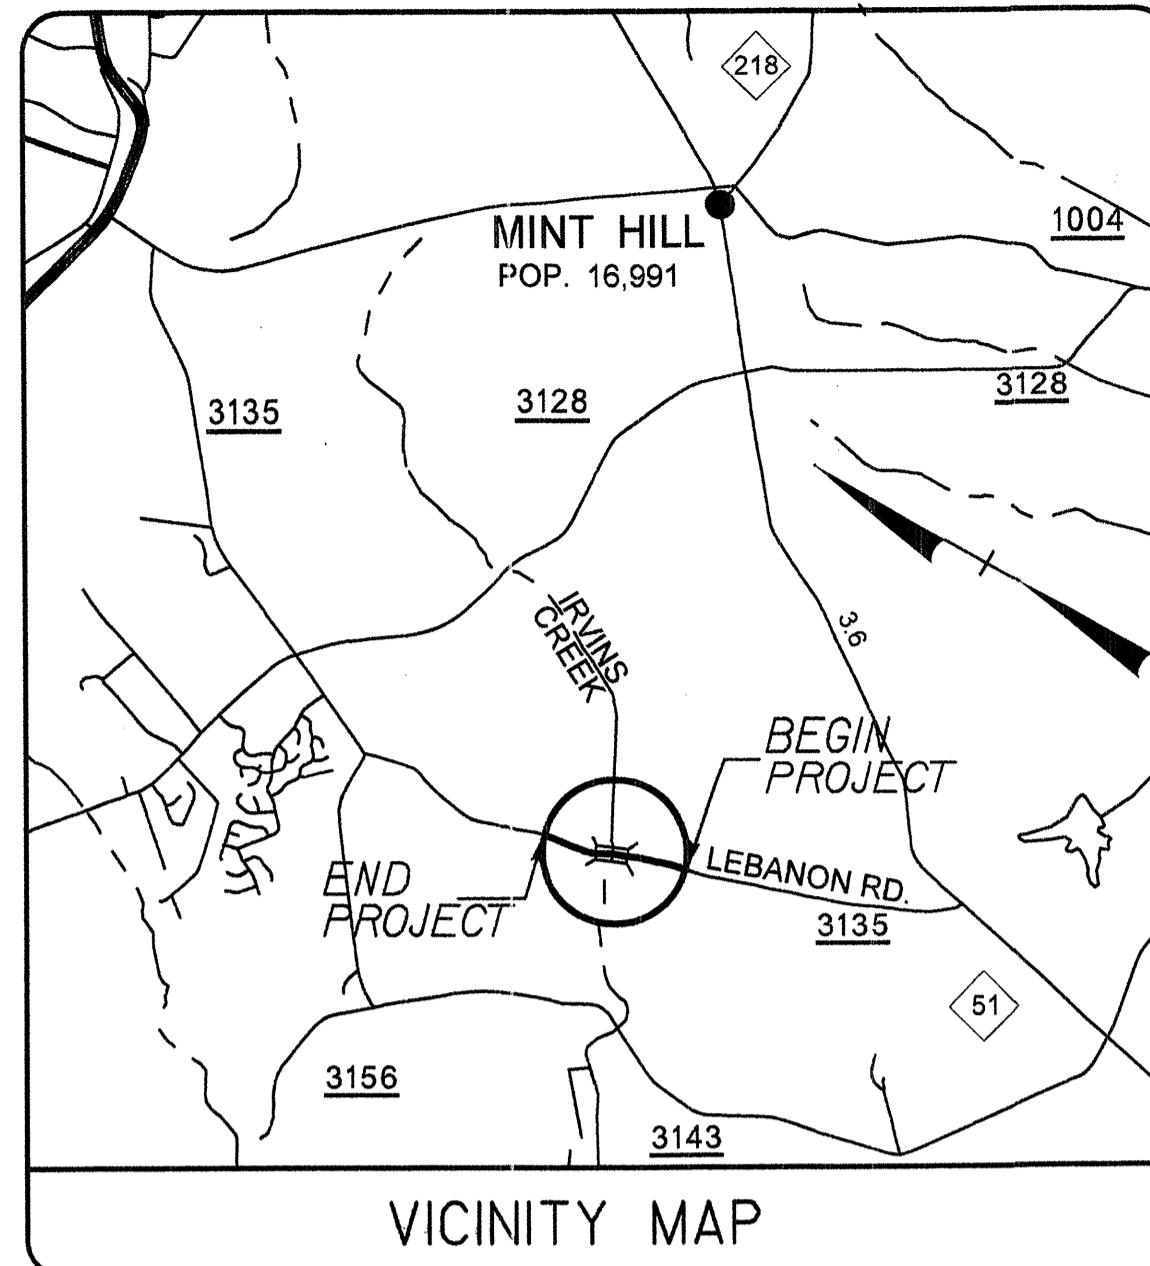 218
MINT HILL
POP. 16,991
1004
3135
3128
3128
IRVINS
CREEK
3.6
BEGIN
PROJECT
END
PROJECT
LEBANON RD.
3135
51
3156
3143
VICINITY MAP